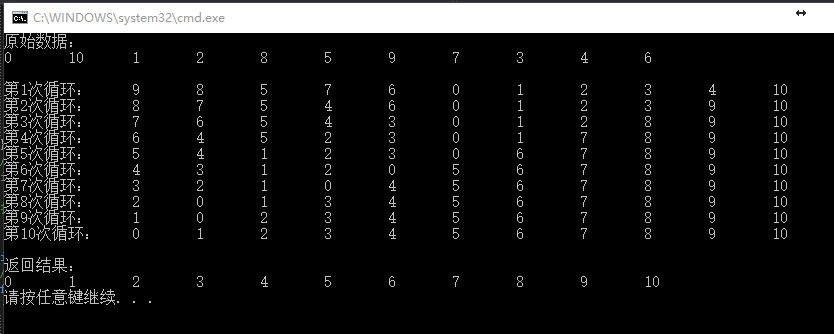 C:\WINDOWS\system32\cmd.exe
原始数据：
0 10 1 2 8 5 9 7 3 4 6
第1次循环： 9 8 5 7 6 0 1 2 3 4 10
第2次循环： 8 7 5 4 6 0 1 2 3 9 10
第3次循环： 7 6 5 4 3 0 1 2 8 9 10
第4次循环： 6 4 5 2 3 0 1 7 8 9 10
第5次循环： 5 4 1 2 3 0 6 7 8 9 10
第6次循环： 4 3 1 2 0 5 6 7 8 9 10
第7次循环： 3 2 1 0 4 5 6 7 8 9 10
第8次循环： 2 0 1 3 4 5 6 7 8 9 10
第9次循环： 1 0 2 3 4 5 6 7 8 9 10
第10次循环： 0 1 2 3 4 5 6 7 8 9 10
返回结果：
0 1 2 3 4 5 6 7 8 9 10
请按任意键继续. . .